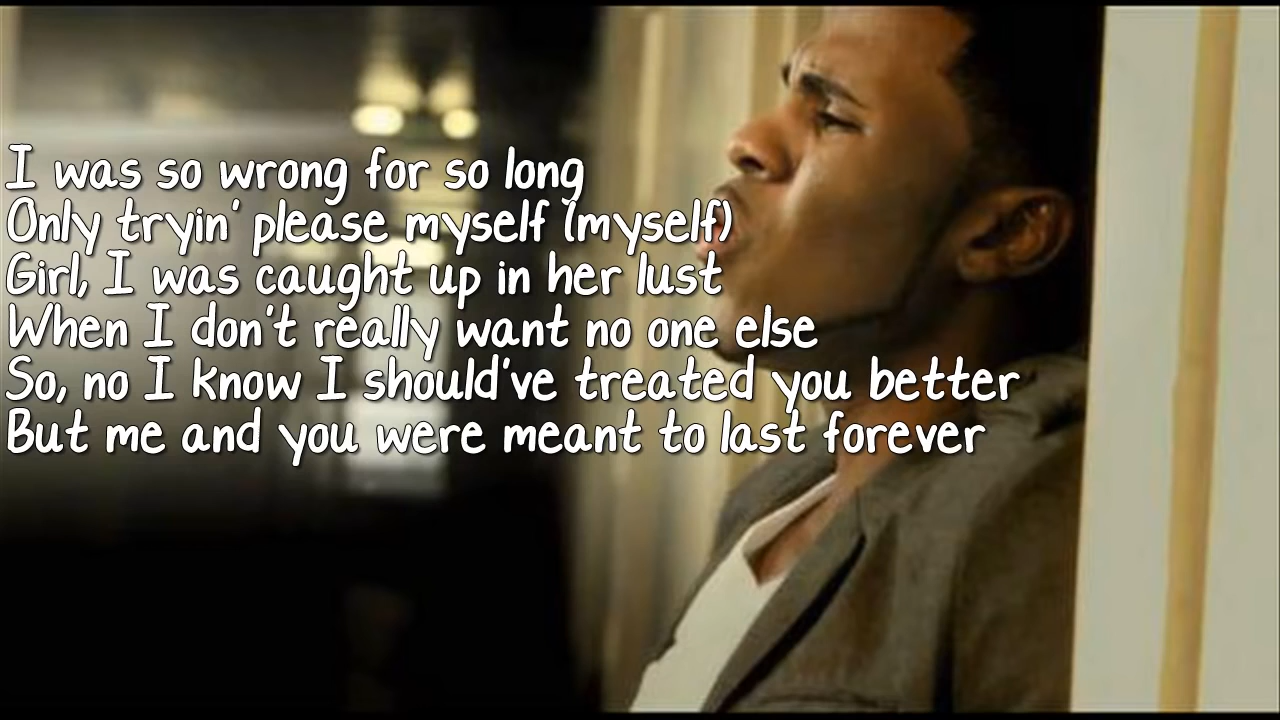 I was so wrong for so long
Only tryin' please myself (myself)
Girl, I was caught up in her lust
When I don't really want no one else
So, no I know I should've treated you better
But me and you were meant to last forever